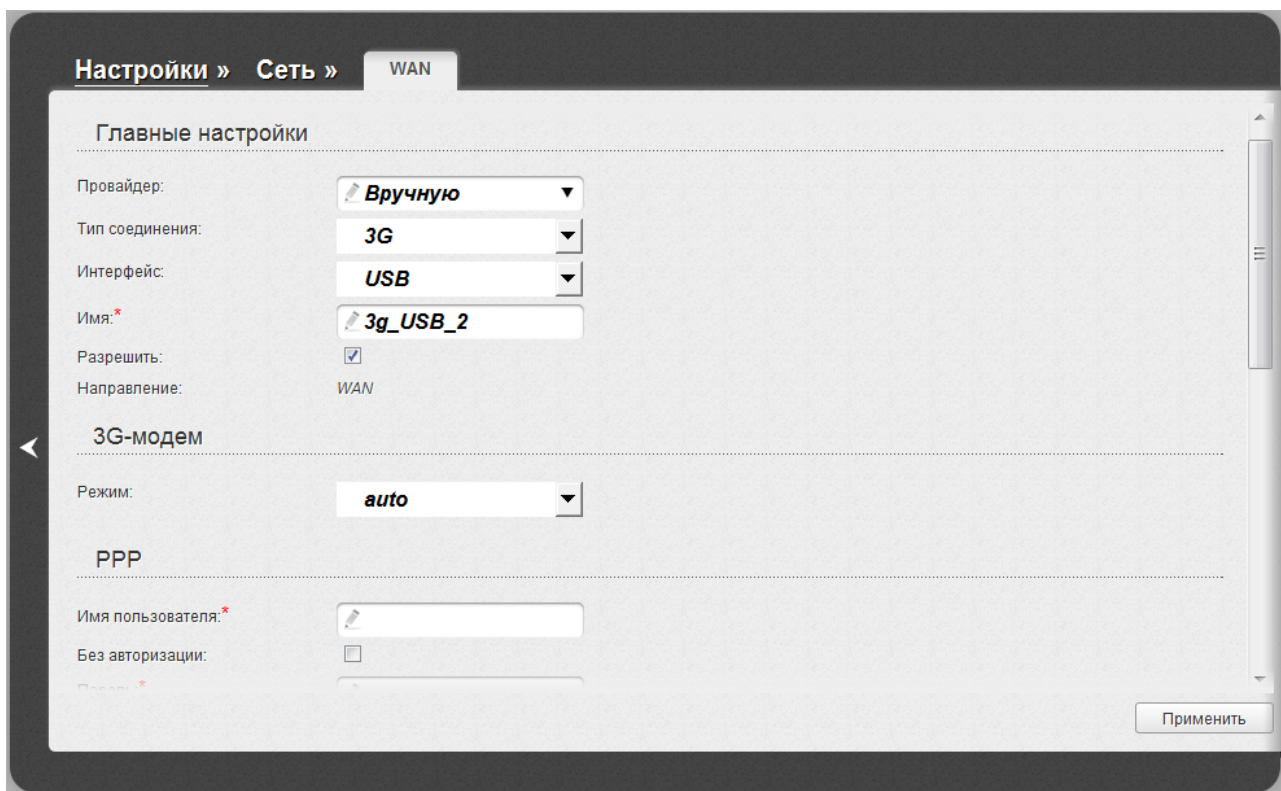 Настройки » Сеть » WAN
Главные настройки
Провайдер: Вручную
Тип соединения: 3G
Интерфейс: USB
Имя:* 3g_USB_2
Разрешить:
Направление: WAN
3G-модем
Режим: auto
PPP
Имя пользователя:*
Без авторизации:
Пароль:*
Применить